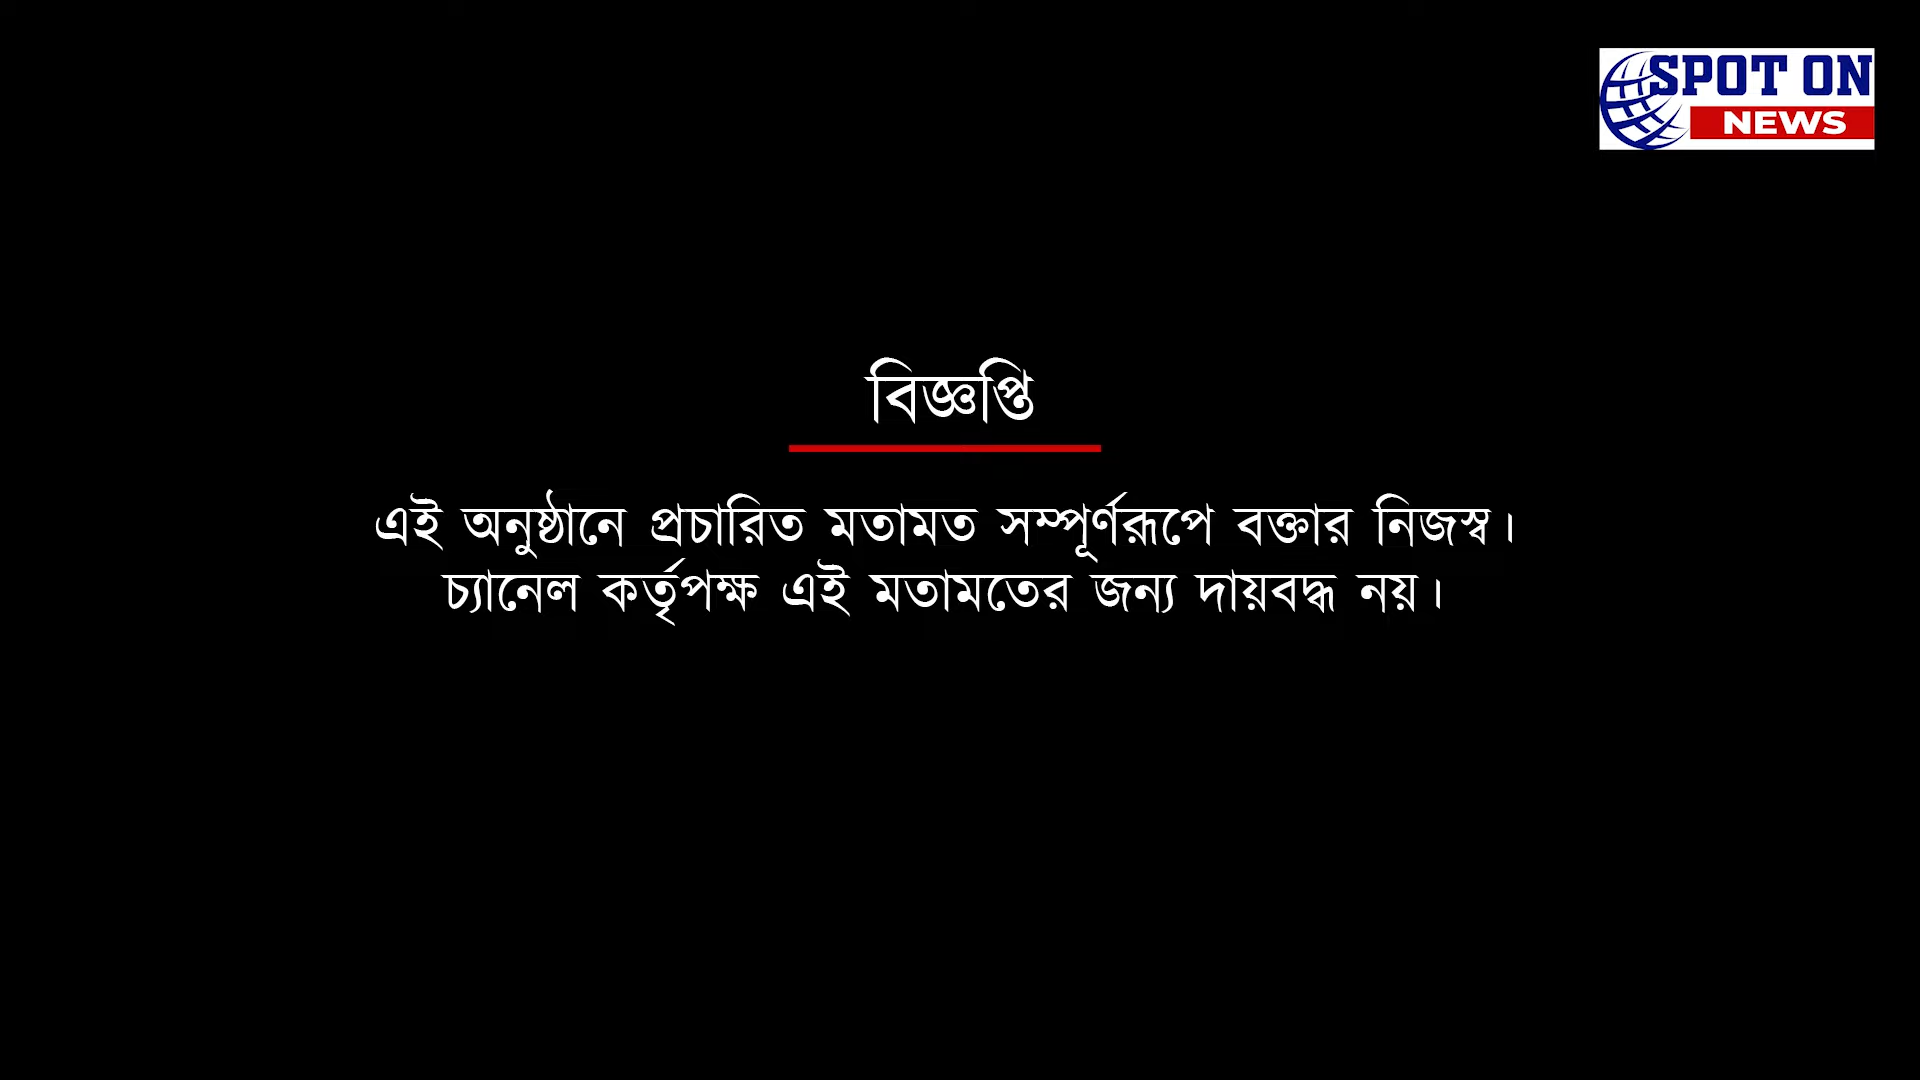 SPOT ON
NEWS
বিজ্ঞপ্তি
এই অনুষ্ঠানে প্রচারিত মতামত সম্পূর্ণরূপে বক্তার নিজস্ব।
চ্যানেল কর্তৃপক্ষ এই মতামতের জন্য দায়বদ্ধ নয়।